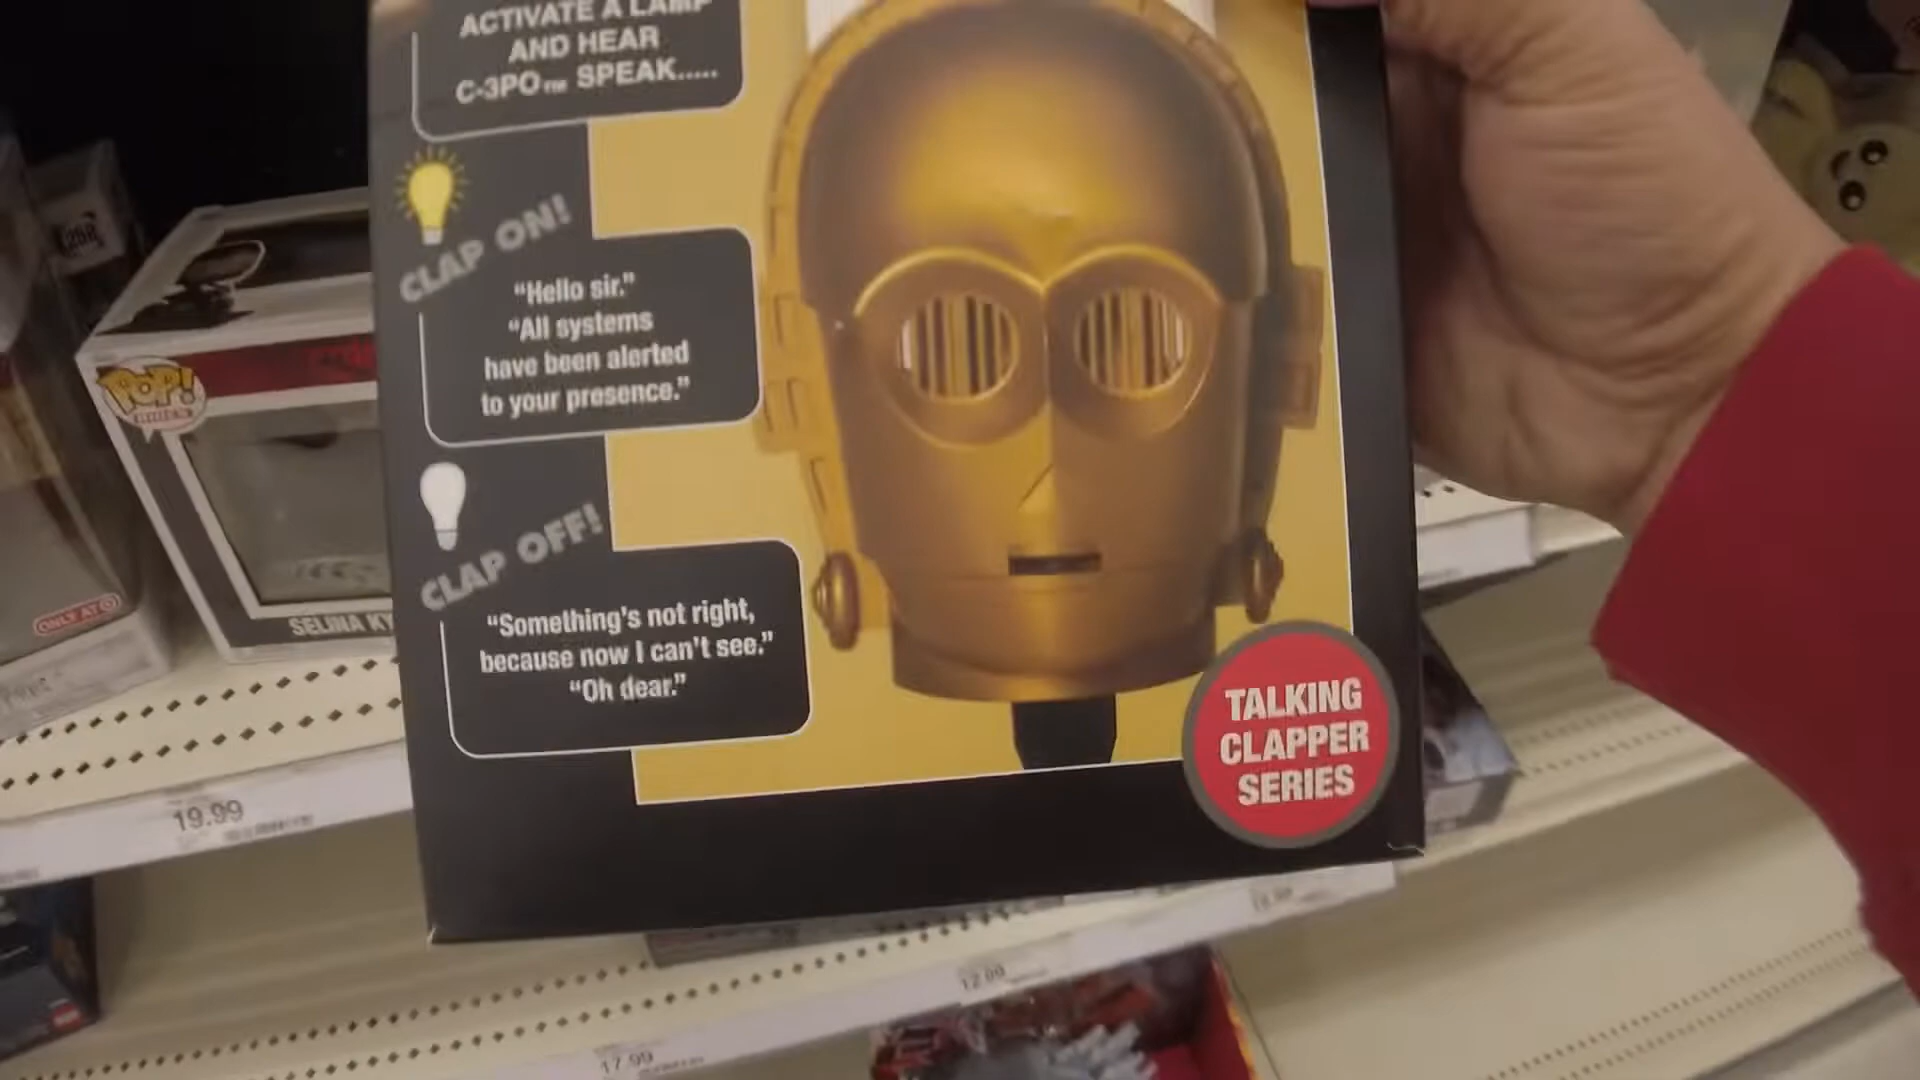 ACTIVATE A LAMP
AND HEAR
C-3PO™ SPEAK.....
CLAP ON!
“Hello sir.”
“All systems
have been alerted
to your presence.”
CLAP OFF!
“Something's not right,
because now I can't see.”
“Oh dear.”
TALKING
CLAPPER
SERIES
POP!
SELINA KY
ONLY AT
19.99
12.99
17.99